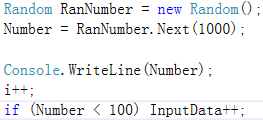 Random RanNumber = new Random();
Number = RanNumber.Next(1000);
Console.WriteLine(Number);
i++;
if (Number < 100) InputData++;